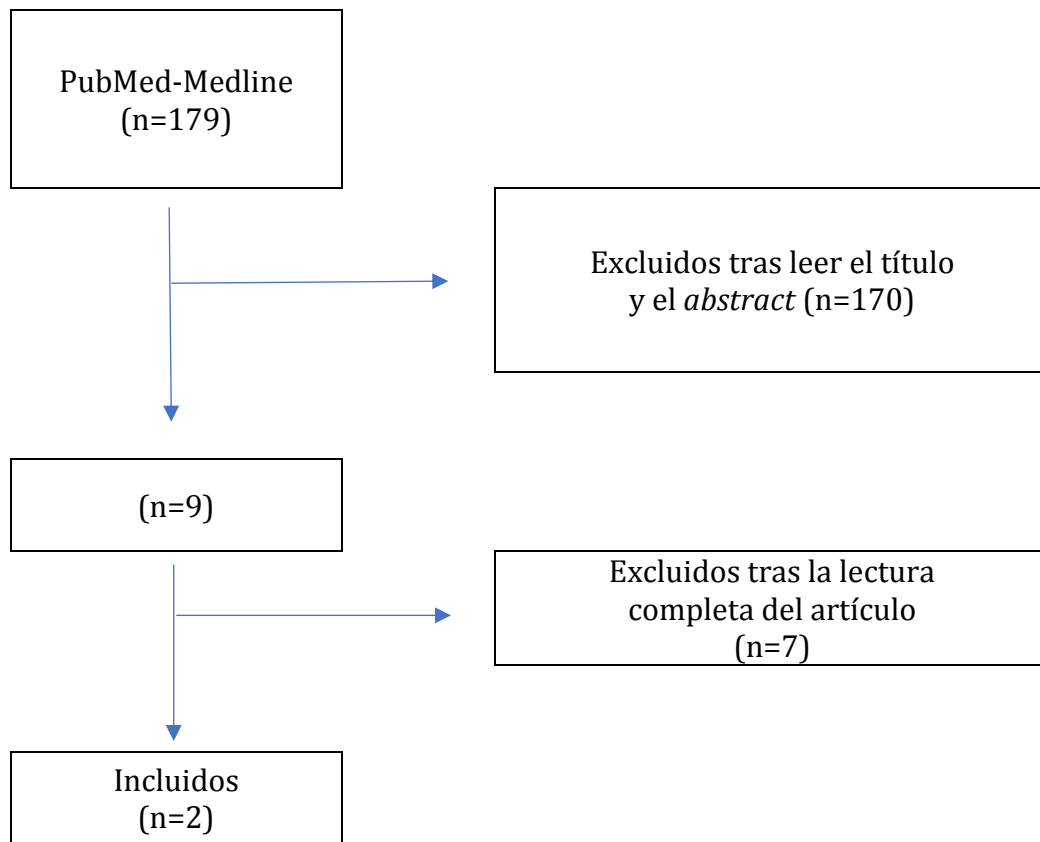 PubMed-Medline
(n=179)
Excluidos tras leer el título
y el abstract (n=170)
(n=9)
Excluidos tras la lectura
completa del artículo
(n=7)
Incluidos
(n=2)